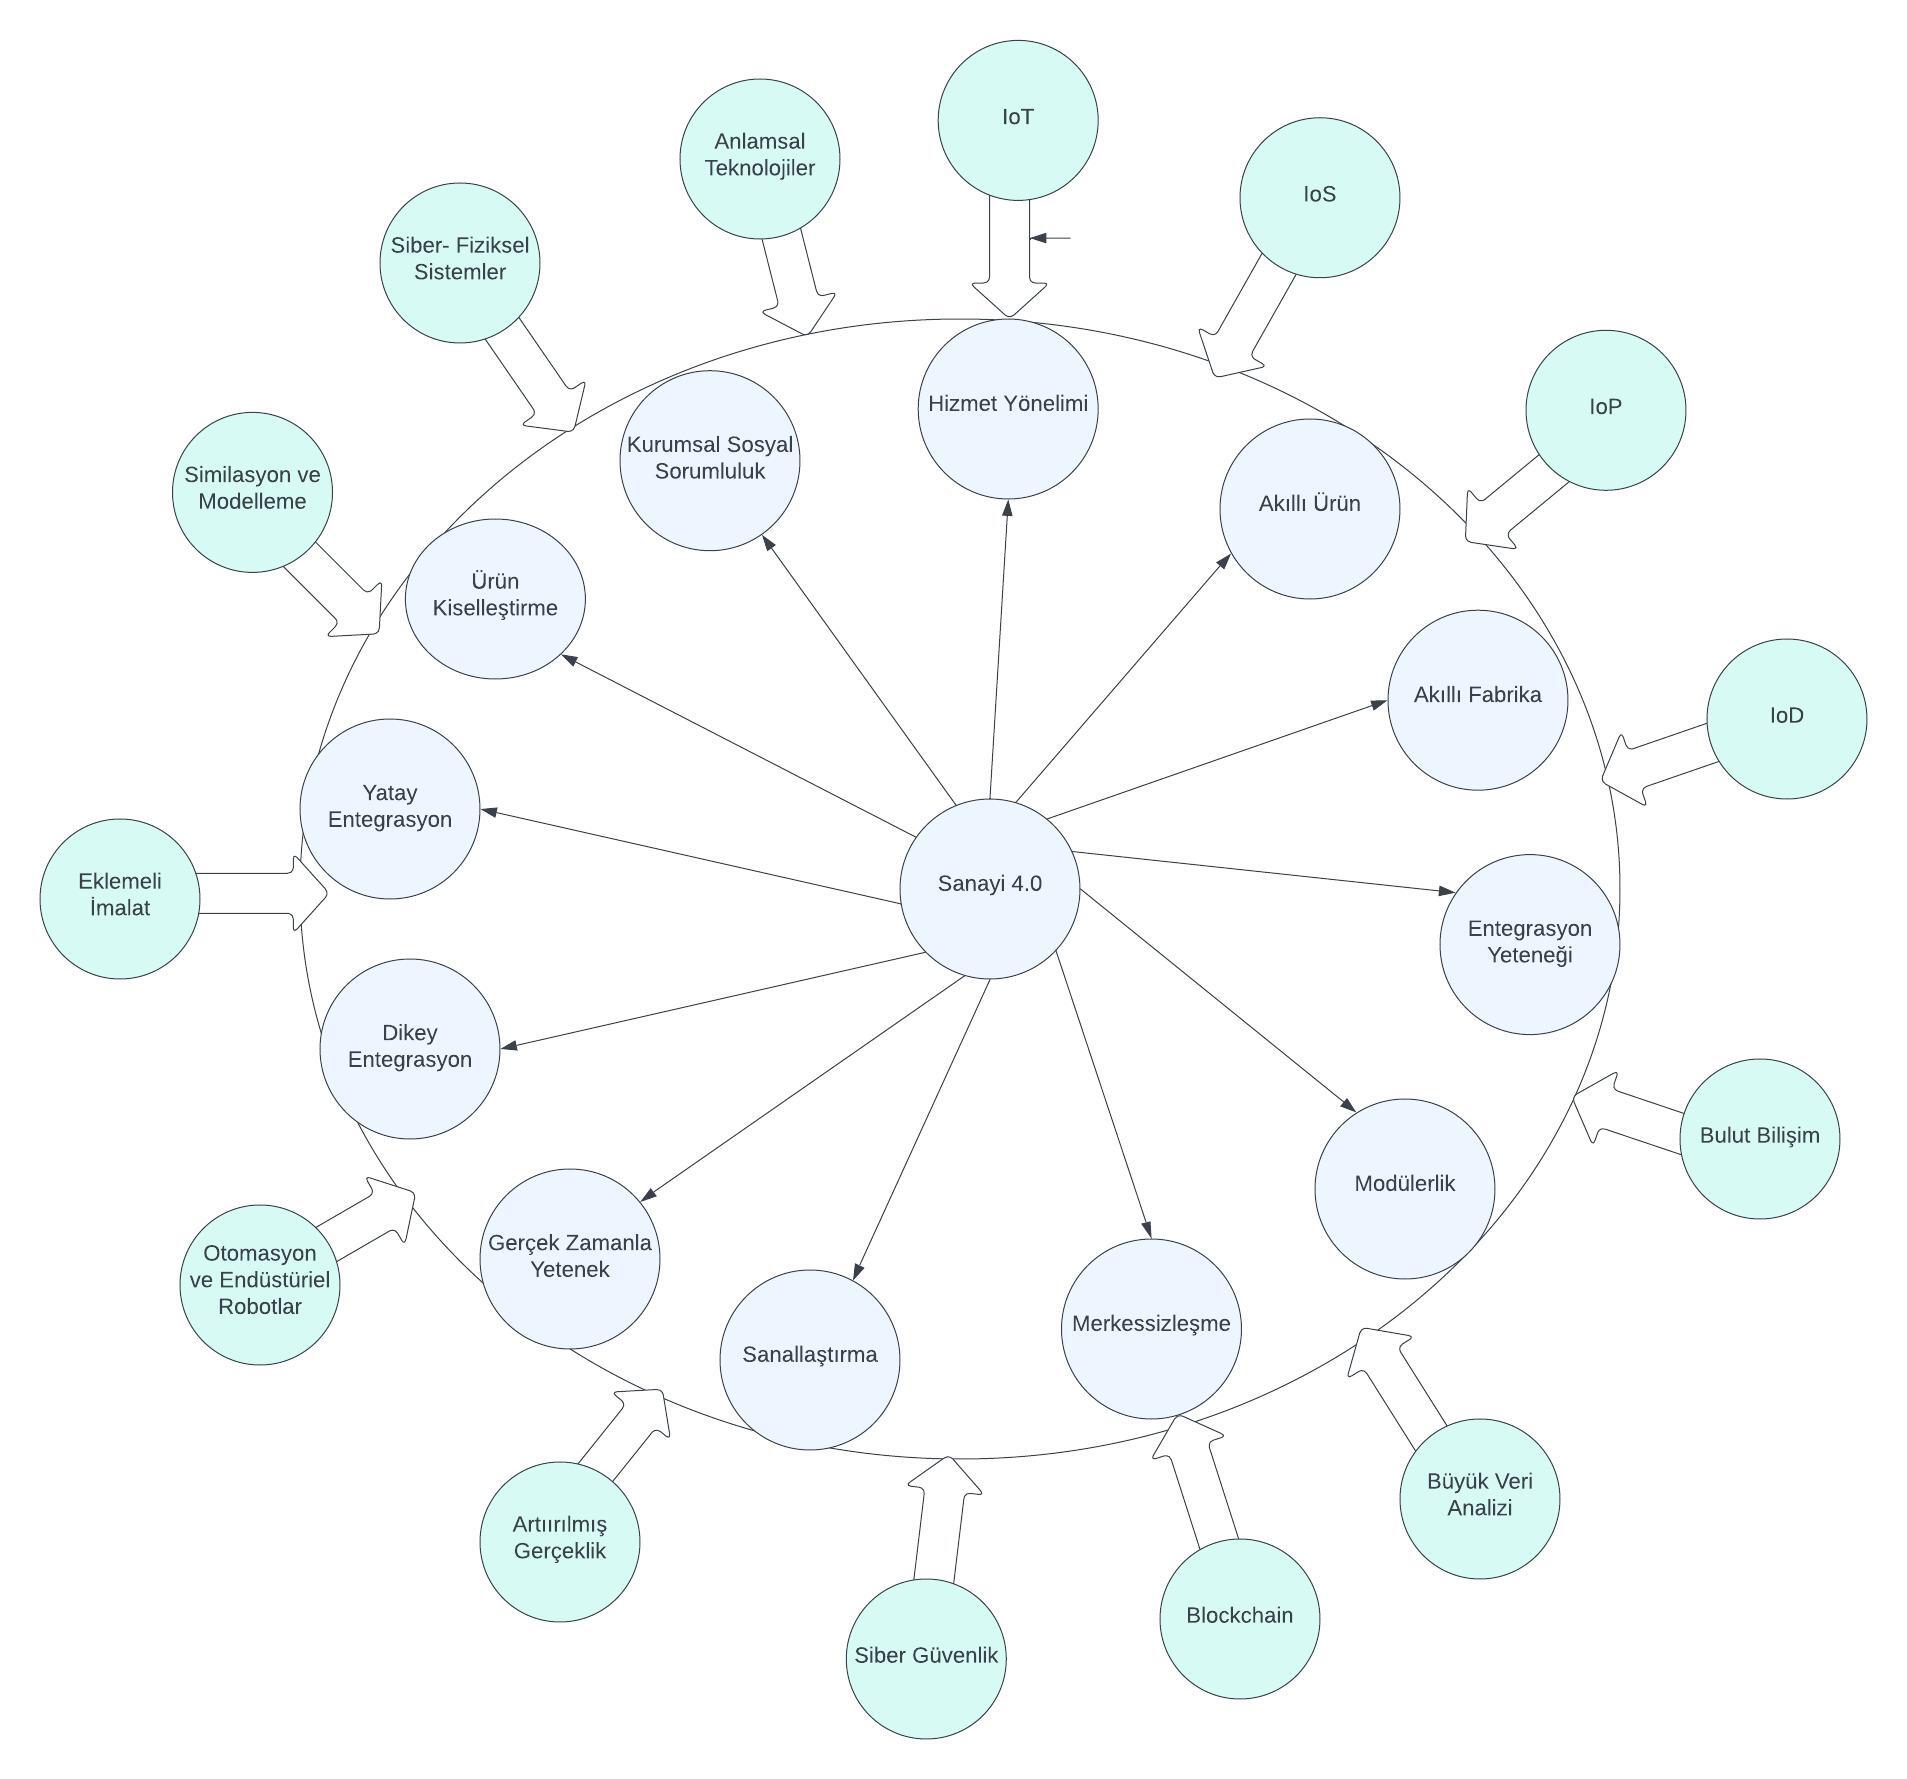 IoT
Anlamsal
Teknolojiler
IoS
Siber- Fiziksel
Sistemler
Hizmet Yönelimi
IoP
Kurumsal Sosyal
Sorumluluk
Similasyon ve
Modelleme
Akıllı Ürün
Ürün
Kiselleştirme
Akıllı Fabrika
IoD
Yatay
Entegrasyon
Eklemeli
İmalat
Sanayi 4.0
Entegrasyon
Yeteneği
Dikey
Entegrasyon
Bulut Bilişim
Modülerlik
Otomasyon
ve Endüstüriel
Robotlar
Gerçek Zamanla
Yetenek
Merkessizleşme
Sanallaştırma
Büyük Veri
Analizi
Artıırılmış
Gerçeklik
Blockchain
Siber Güvenlik